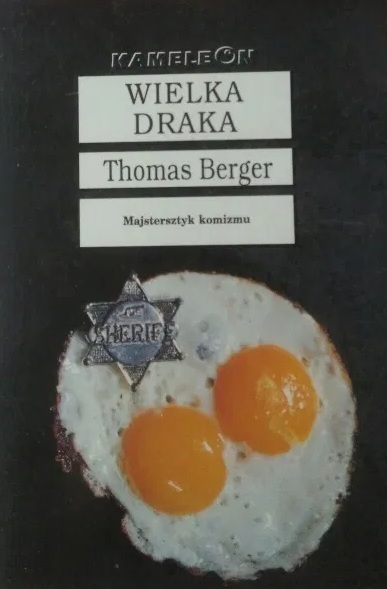 KAMELEON
WIELKA
DRAKA
Thomas Berger
Majstersztyk komizmu
SHERIFF